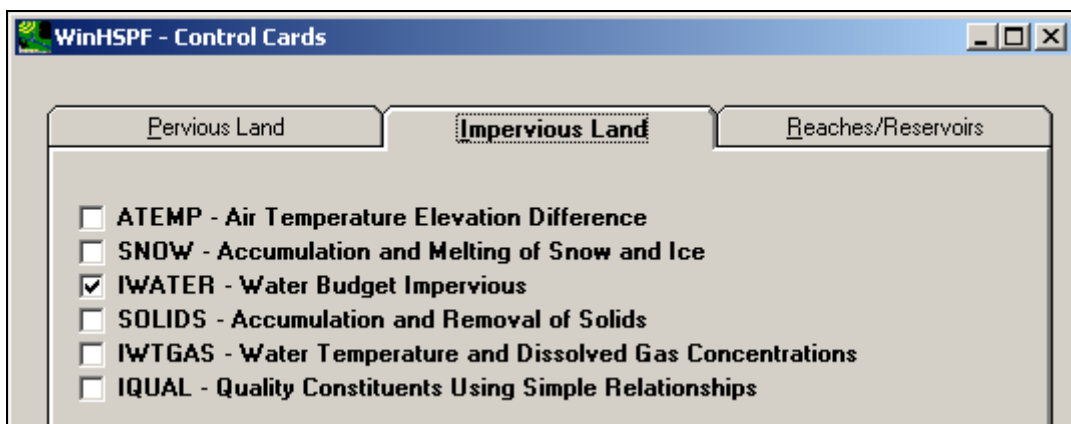 WinHSPF - Control Cards
Pervious Land
Impervious Land
Reaches/Reservoirs
ATEMP - Air Temperature Elevation Difference
SNOW - Accumulation and Melting of Snow and Ice
IWATER - Water Budget Impervious
SOLIDS - Accumulation and Removal of Solids
IWTGAS - Water Temperature and Dissolved Gas Concentrations
IQUAL - Quality Constituents Using Simple Relationships